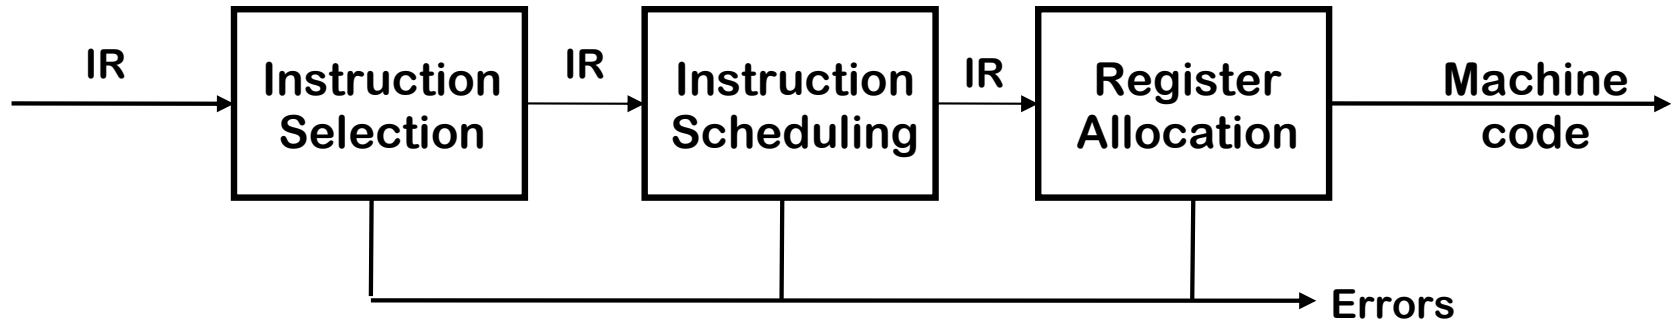 IR
Instruction
Selection
IR
Instruction
Scheduling
IR
Register
Allocation
Machine
code
Errors